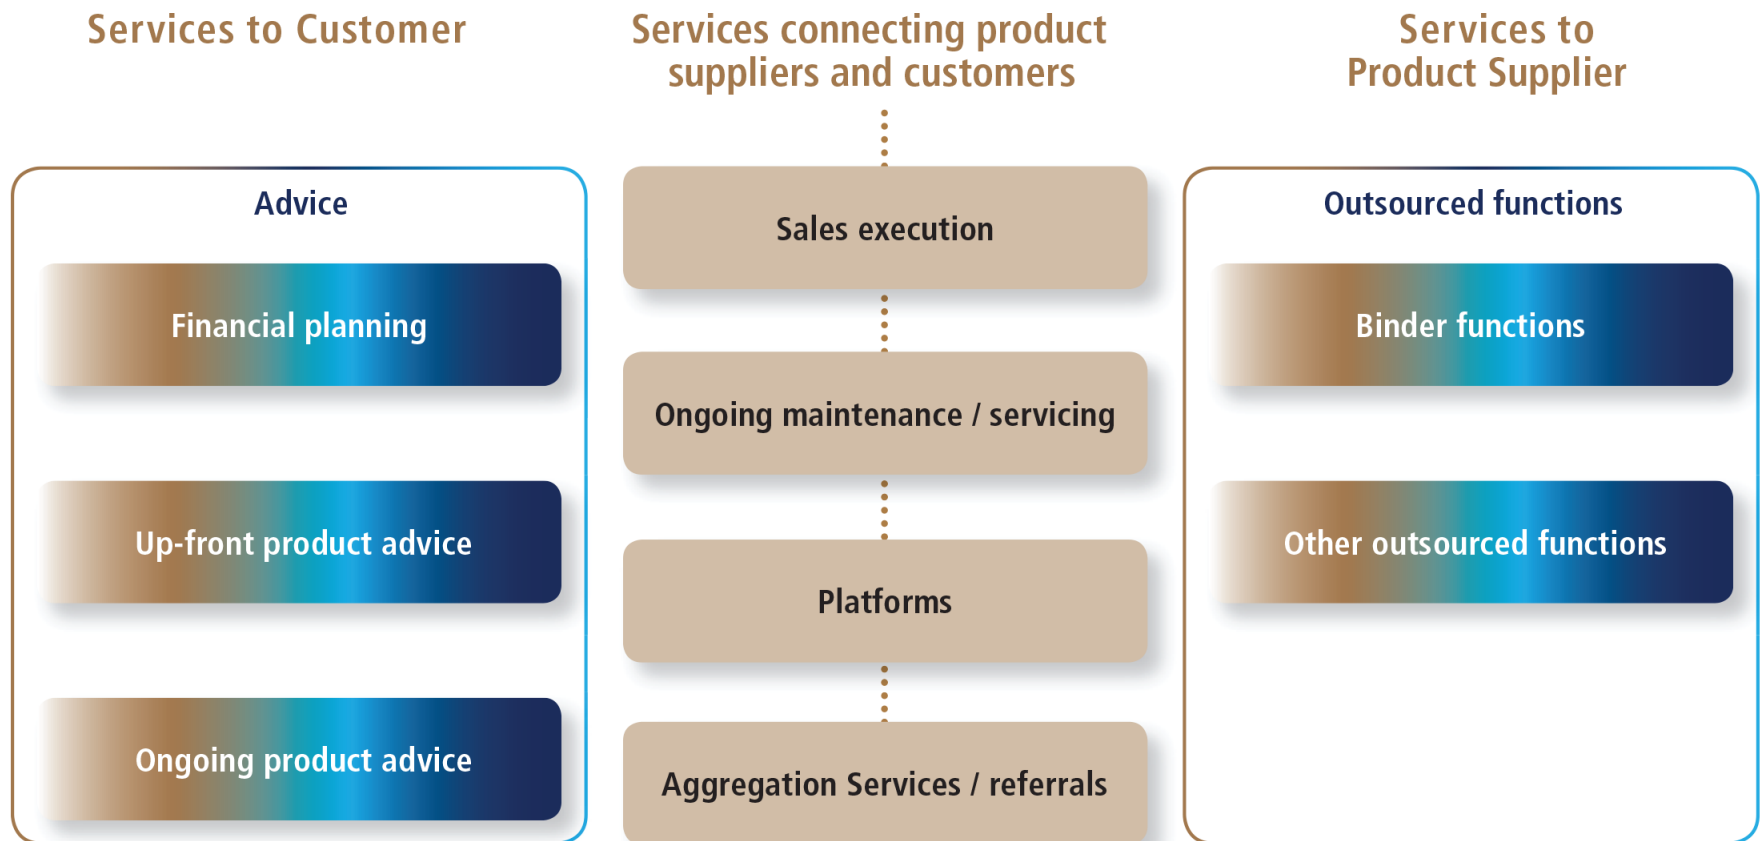 Services to Customer
Advice
Financial planning
Up-front product advice
Ongoing product advice
Services connecting product
suppliers and customers
Sales execution
Ongoing maintenance / servicing
Platforms
Aggregation Services / referrals
Services to
Product Supplier
Outsourced functions
Binder functions
Other outsourced functions